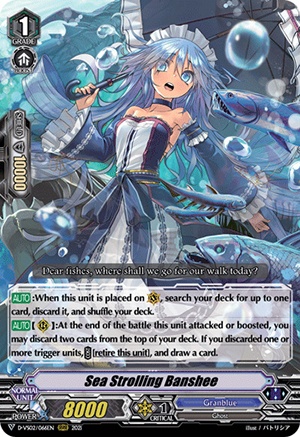 1
GRADE
BOOST
10000
Dear fishes, where shall we go for our walk today?
AUTO :When this unit is placed on , search your deck for up to one
card, discard it, and shuffle your deck.
AUTO [ ]:At the end of the battle this unit attacked or boosted, you
may discard two cards from the top of your deck. If you discarded one or
more trigger units, [retire this unit], and draw a card.
NORMAL
UNIT
Sea Strolling Banshee
Granblue
Ghost
POWER
8000
1
CRITICAL
D-VS02/066EN
2021
illust / パトリシア